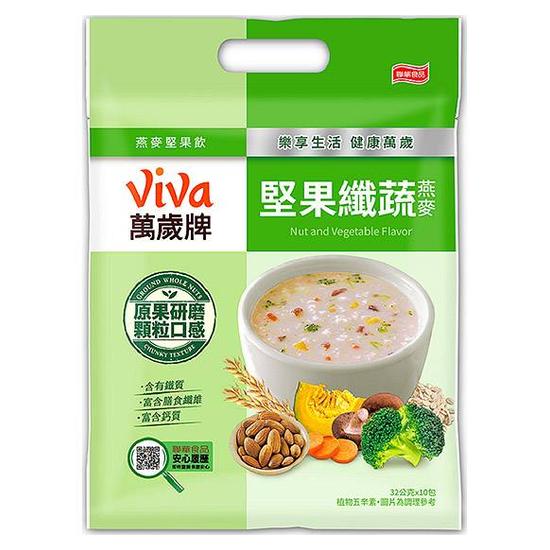 聯華食品
燕麥堅果飲
樂享生活 健康萬歲
Viva
萬歲牌
堅果纖蔬燕麥
Nut and Vegetable Flavor
GROUND WHOLE NUTS
原果研磨
顆粒口感
CHUNKY TEXTURE
·含有鐵質
·富含膳食纖維
·富含鈣質
聯華食品
安心履歷
32公克x10包
植物五辛素•圖片為調理參考